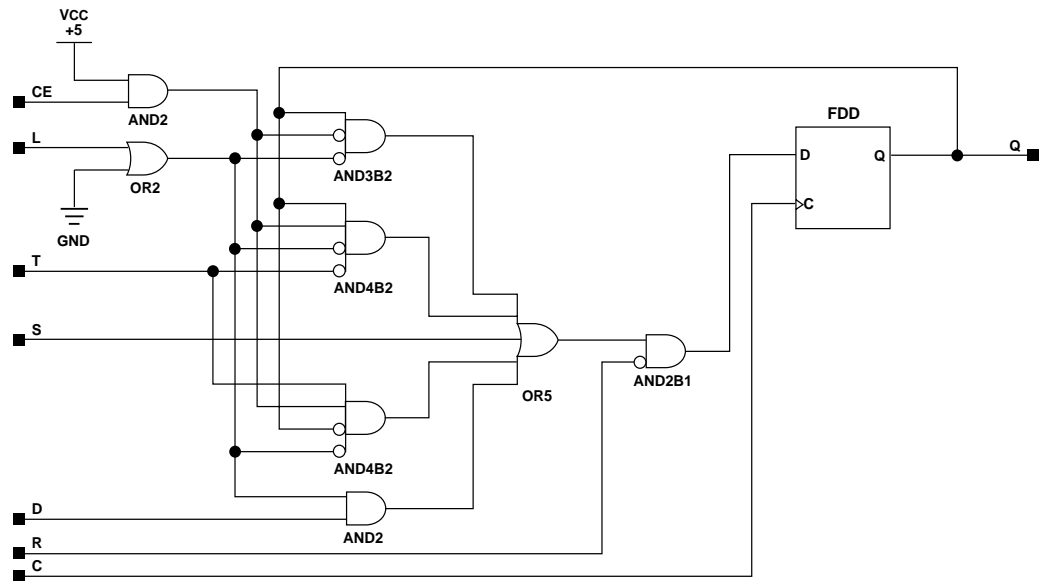 VCC
+5
CE
AND2
L
OR2
GND
T
S
D
R
C
AND3B2
AND4B2
AND4B2
AND2
OR5
AND2B1
FDD
D
Q
C
Q